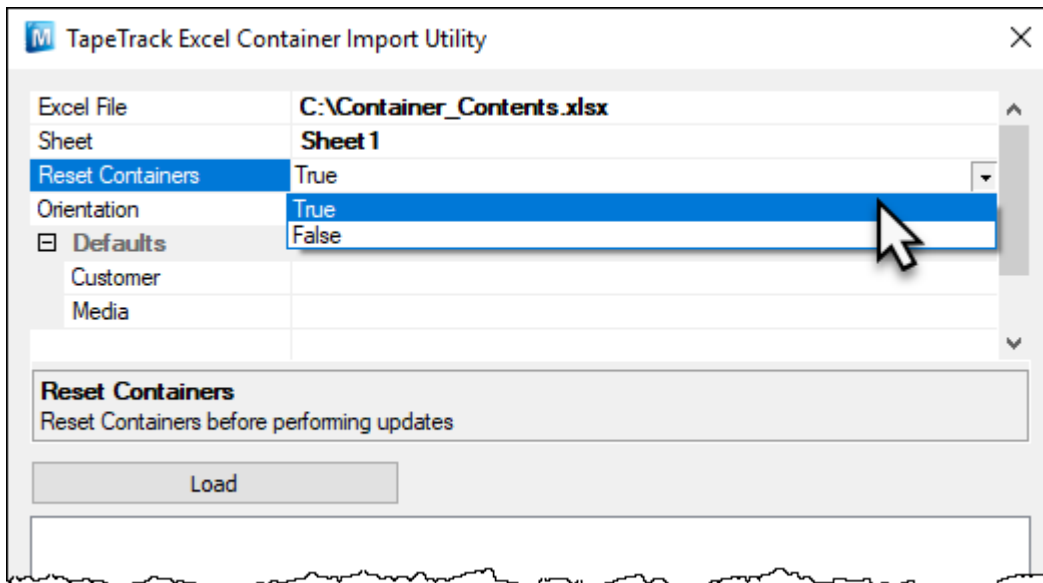 M TapeTrack Excel Container Import Utility
Excel File C:\Container_Contents.xlsx
Sheet Sheet1
Reset Containers True
Orientation True
False
Defaults
Customer
Media
Reset Containers
Reset Containers before performing updates
Load